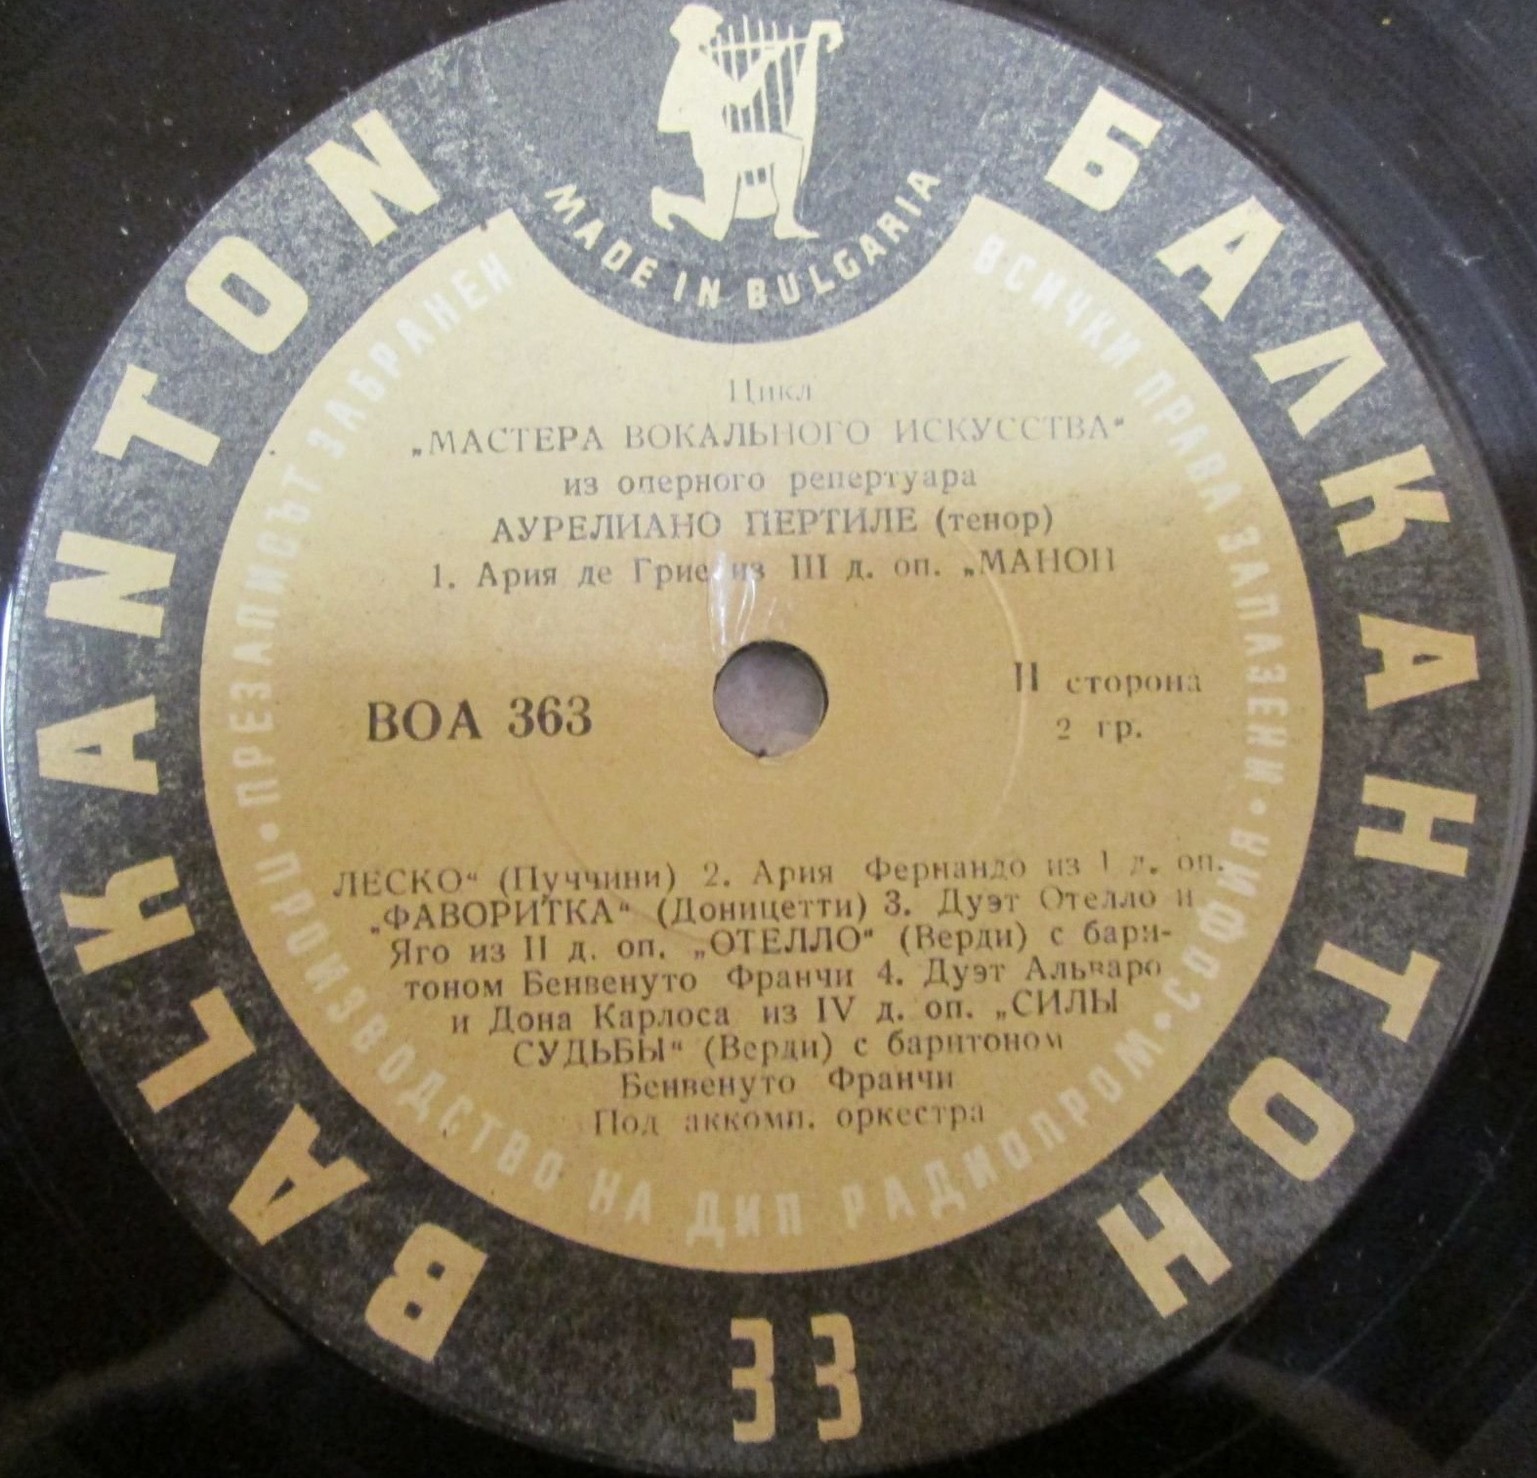 BALKANTON
БАЛКАНТОН
MADE IN BULGARIA
ВСИЧКИ ПРАВА ЗАПАЗЕНИ • СОФИЯ •
ПРОИЗВОДСТВО НА ДИП РАДИОПРОМ •
ПРЕЗАПИСЪТ ЗАБРАНЕН
Цикл
„МАСТЕРА ВОКАЛЬНОГО ИСКУССТВА“
из оперного репертуара
АУРЕЛИАНО ПЕРТИЛЕ (тенор)
1. Ария де Грие из III д. оп. „МАНОН
ВОА 363
II сторона
2 гр.
ЛЕСКО“ (Пуччини) 2. Ария Фернандо из I д. оп.
„ФАВОРИТКА“ (Доницетти) 3. Дуэт Отелло и
Яго из II д. оп. „ОТЕЛЛО“ (Верди) с бари-
тоном Бенвенуто Франчи 4. Дуэт Альваро
и Дона Карлоса из IV д. оп. „СИЛЫ
СУДЬБЫ“ (Верди) с баритоном
Бенвенуто Франчи
Под аккомп. оркестра
33